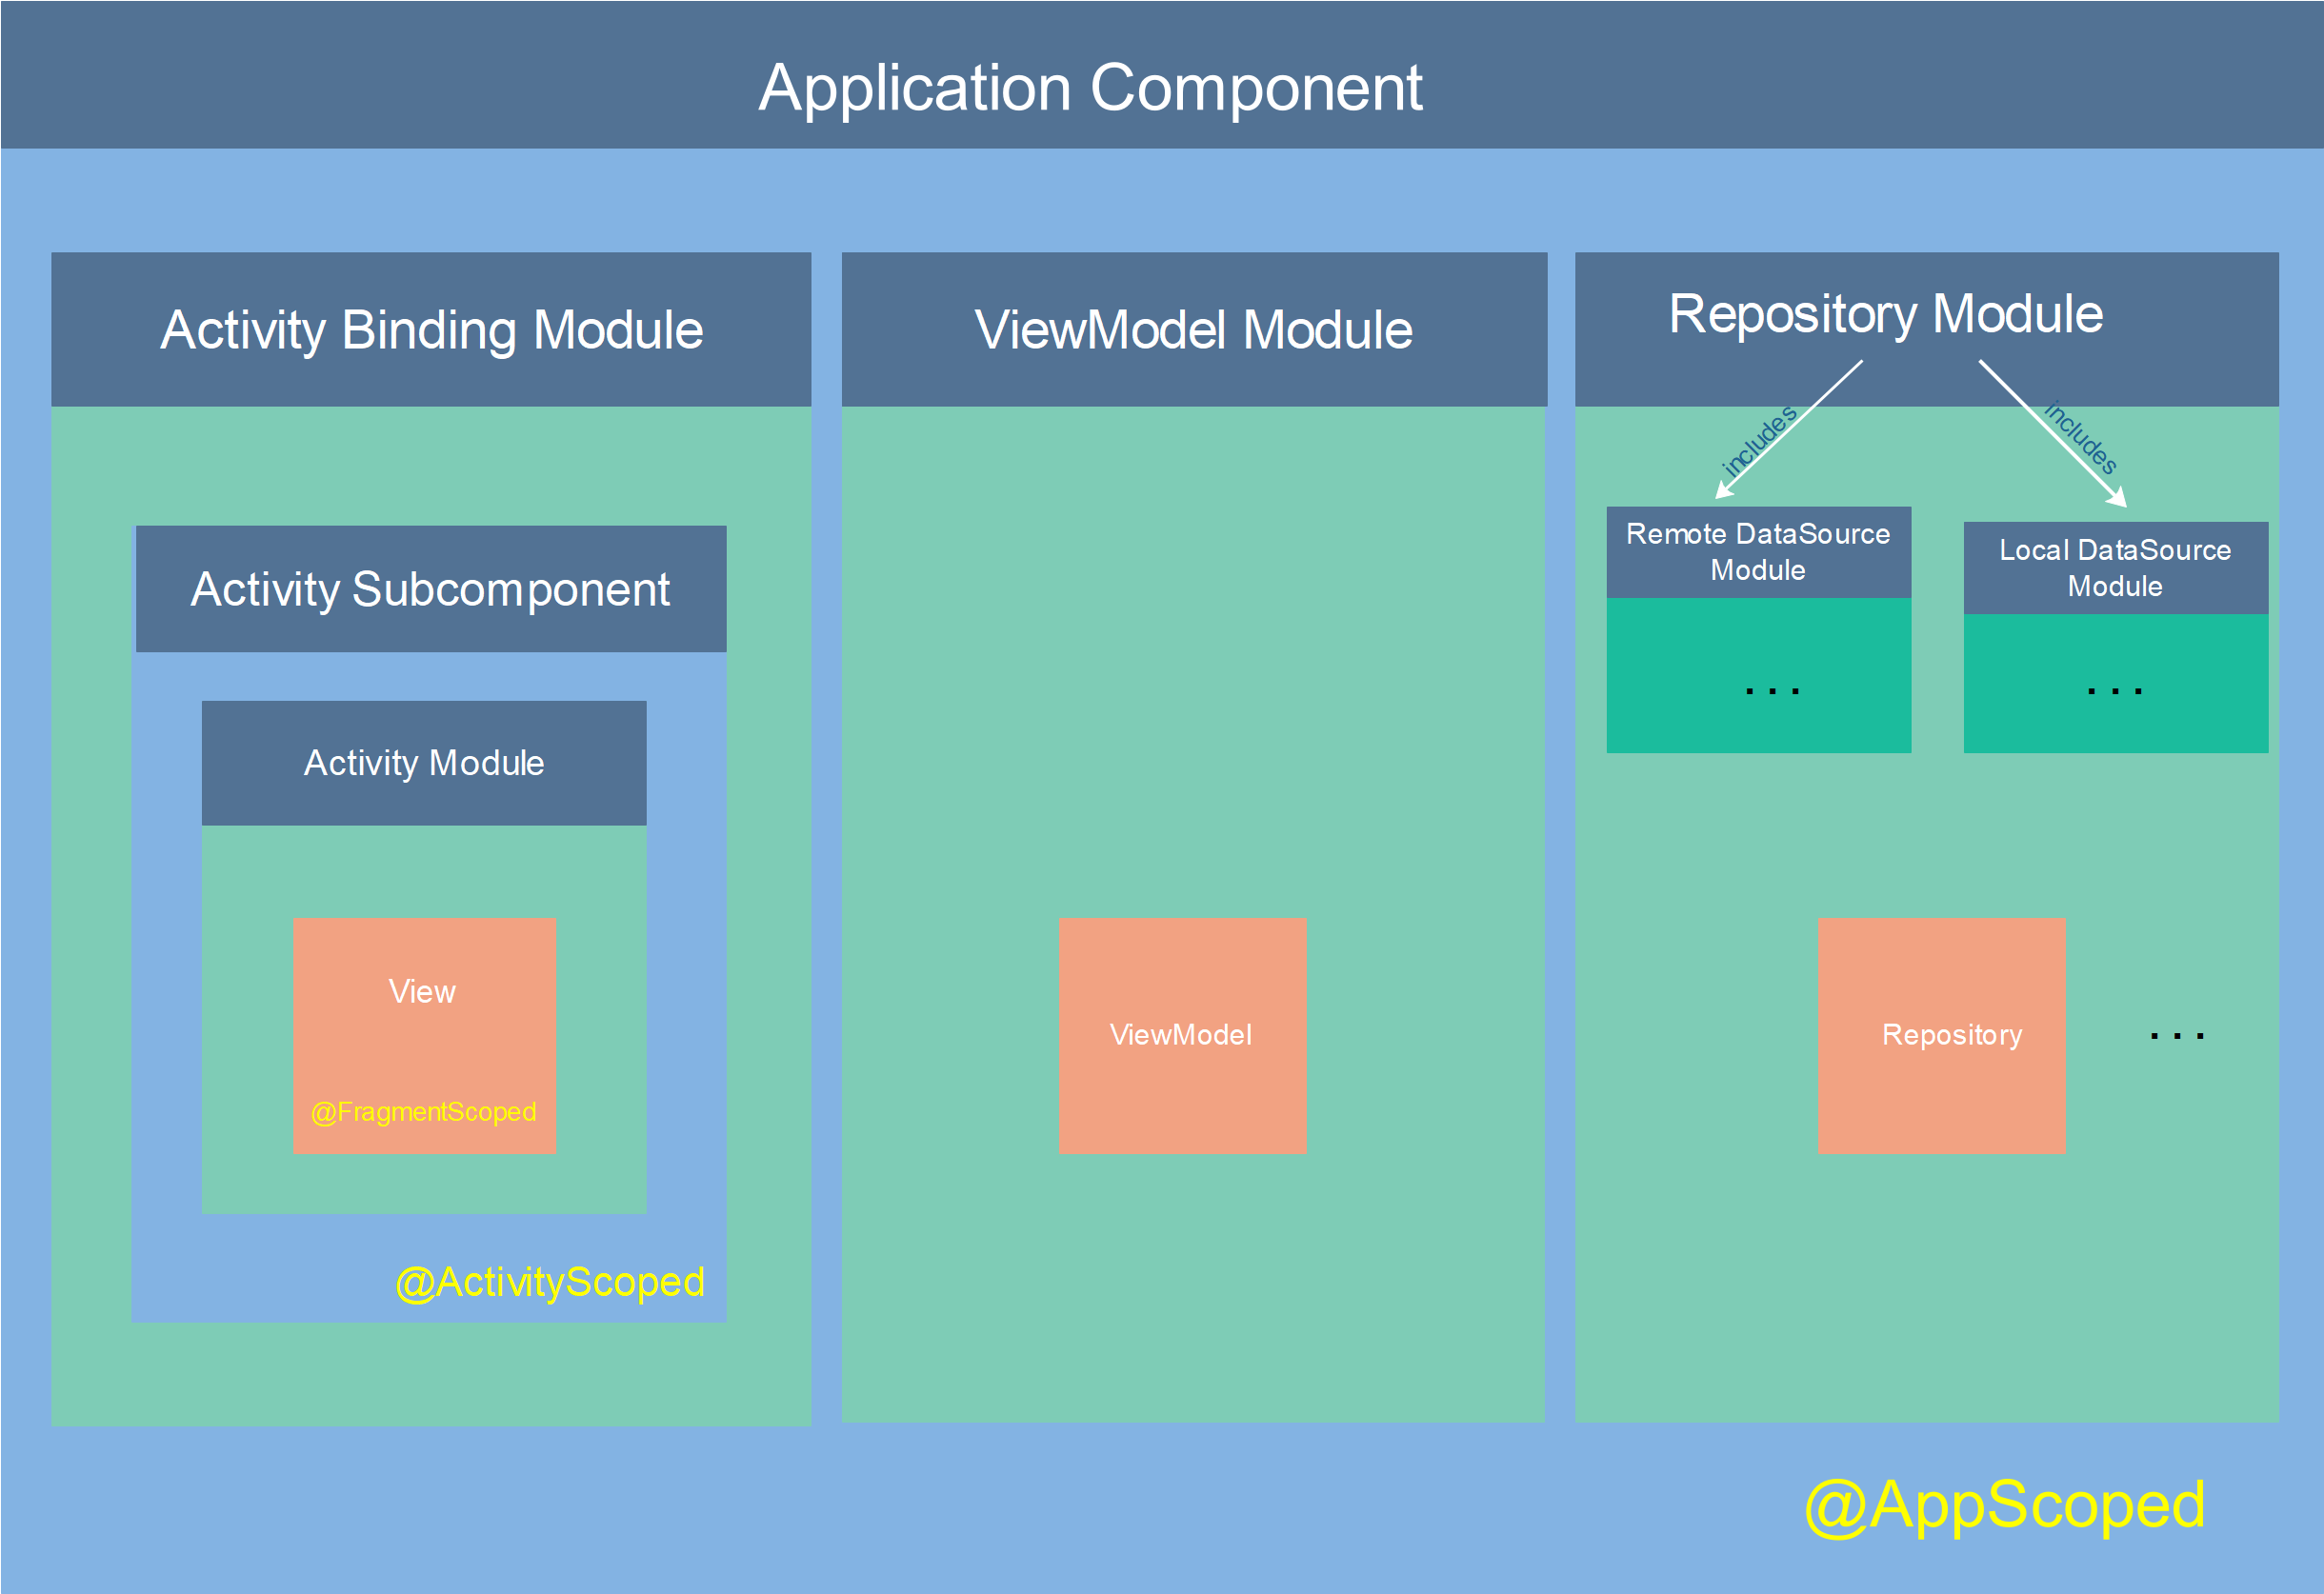 Application Component
Activity Binding Module
ViewModel Module
Repository Module
includes
includes
Remote DataSource
Module
Local DataSource
Module
Activity Subcomponent
. . .
. . .
Activity Module
View
@FragmentScoped
ViewModel
Repository
. . .
@ActivityScoped
@AppScoped